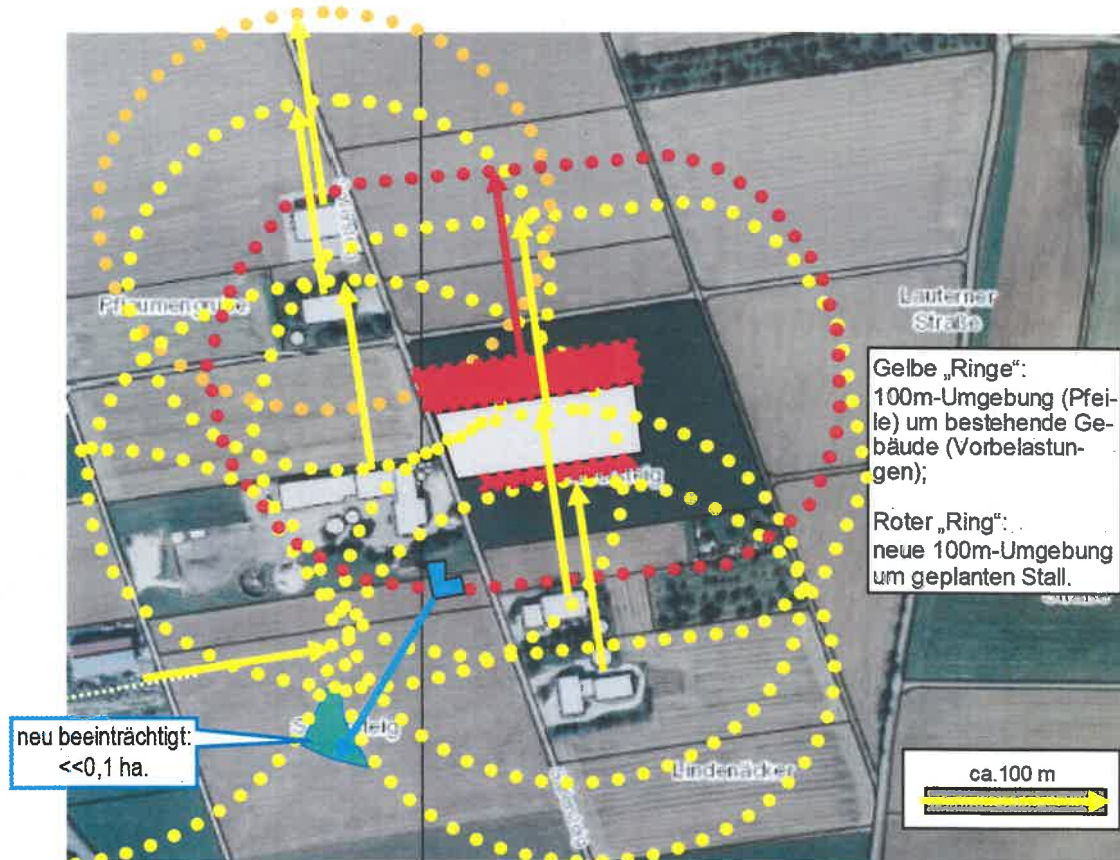 Pflaumengruse
Lauterner
Straße
Gelbe „Ringe“:
100m-Umgebung (Pfei-
le) um bestehende Ge-
bäude (Vorbelastun-
gen);
Roter „Ring“:
neue 100m-Umgebung
um geplanten Stall.
neu beeinträchtigt:
<<0,1 ha.
Lindenäcker
ca.100 m